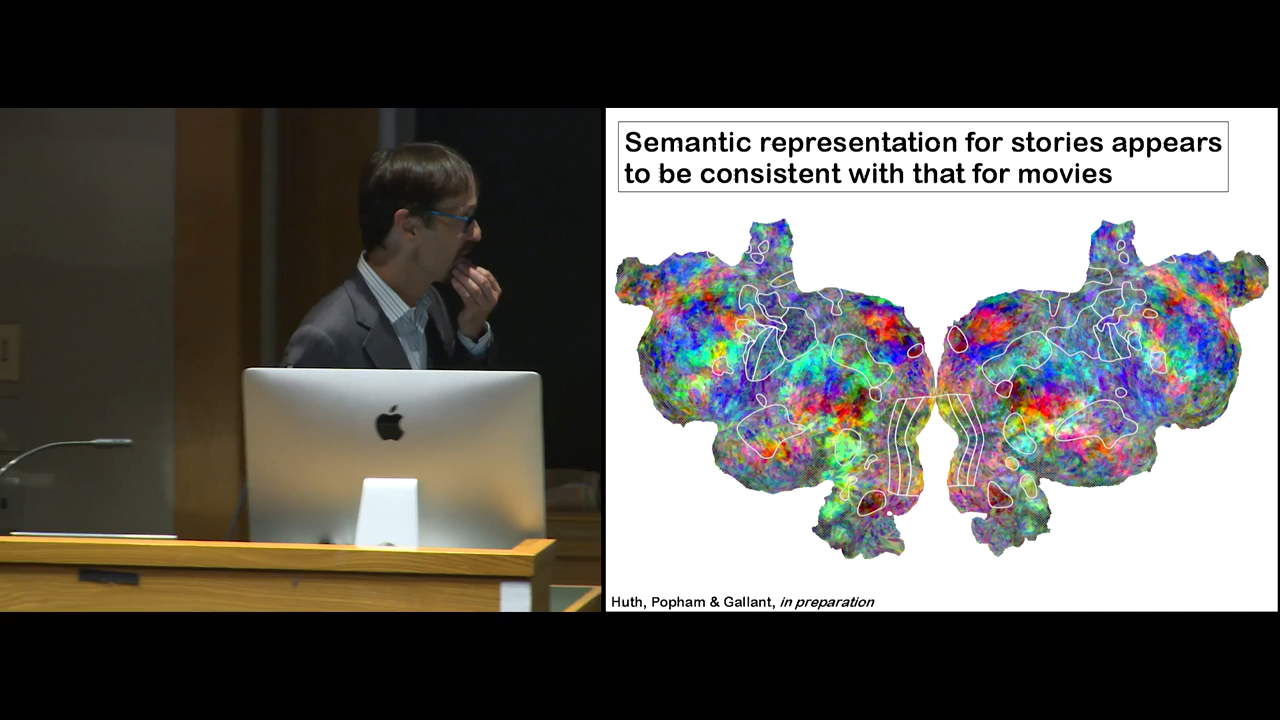 Semantic representation for stories appears
to be consistent with that for movies
Huth, Popham & Gallant, in preparation